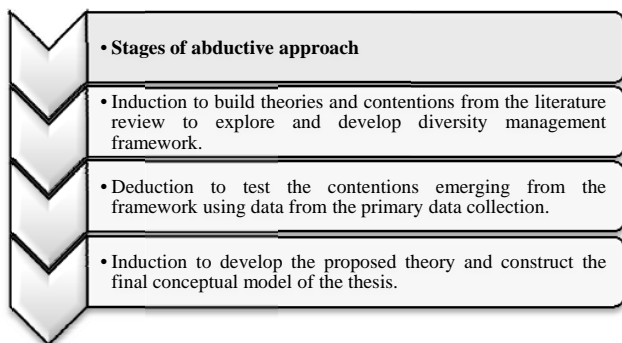 • Stages of abductive approach
• Induction to build theories and contentions from the literature
review to explore and develop diversity management
framework.
• Deduction to test the contentions emerging from the
framework using data from the primary data collection.
• Induction to develop the proposed theory and construct the
final conceptual model of the thesis.